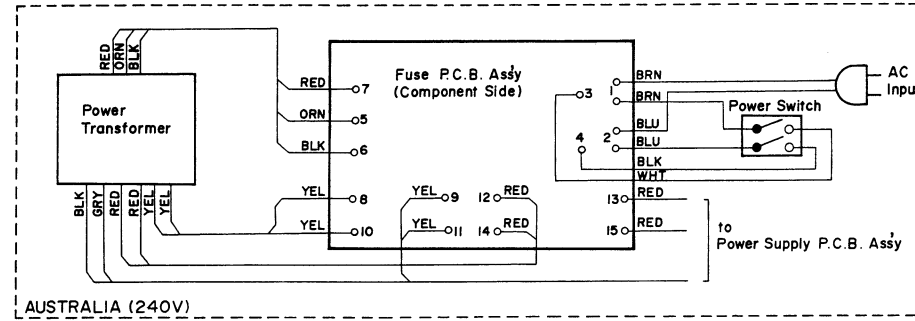 RED
ORN
BLK
Power
Transformer
BLK
GRY
RED
RED
YEL
YEL
Fuse P.C.B. Ass'y
(Component Side)
RED 7
ORN 5
BLK 6
YEL 8
YEL 10
YEL 9
YEL 11
12 RED
14 RED
3
4
1
2
13 RED
15 RED
BRN
BRN
BLU
BLU
BLK
WHT
Power Switch
AC
Input
to
Power Supply P.C.B. Ass'y
AUSTRALIA (240V)